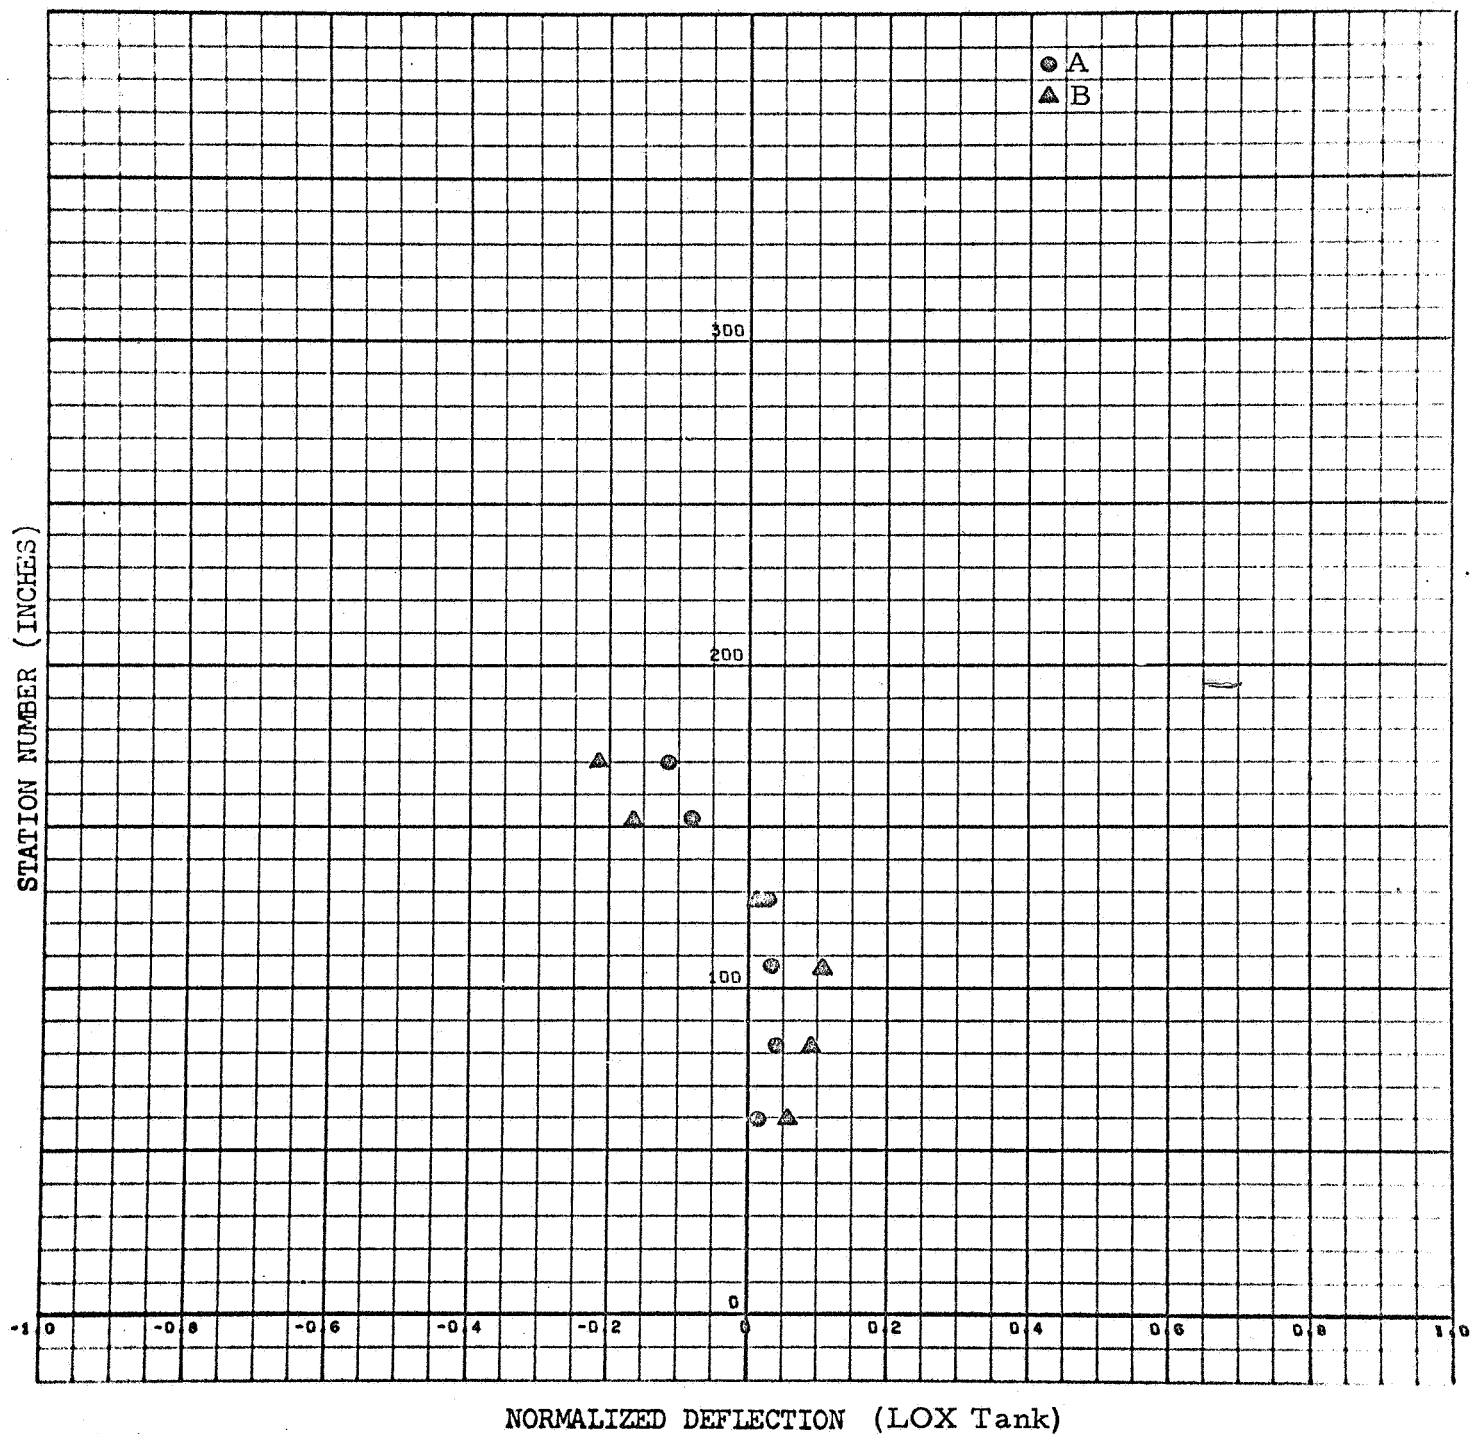 A
B
300
200
100
0
-1.0 -0.8 -0.6 -0.4 -0.2 0 0.2 0.4 0.6 0.8 1.0
STATION NUMBER (INCHES)
NORMALIZED DEFLECTION (LOX Tank)